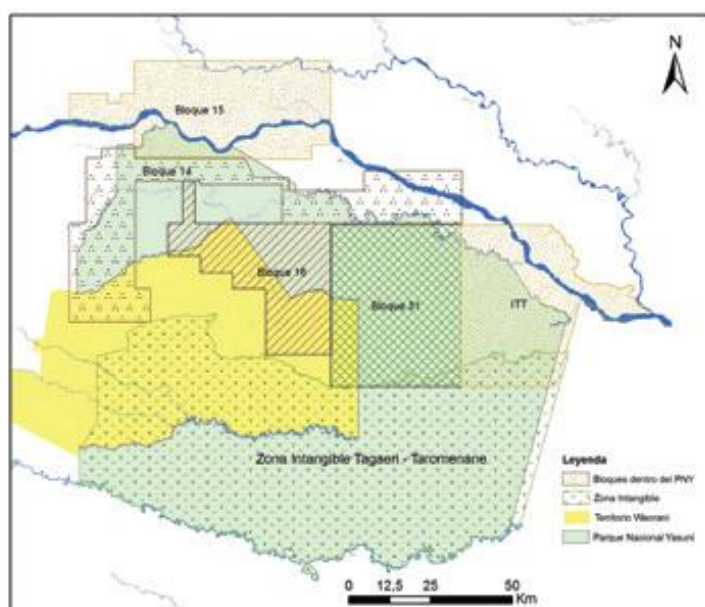 N
Bloque 15
Bloque 14
Bloque 16
Bloque 31
ITT
Zona Intangible Tagaeri - Taromenane
Leyenda
Bloques dentro del PNY
Zona Intangible
Territorio Waorani
Parque Nacional Yasuní
0 12,5 25 50
Km